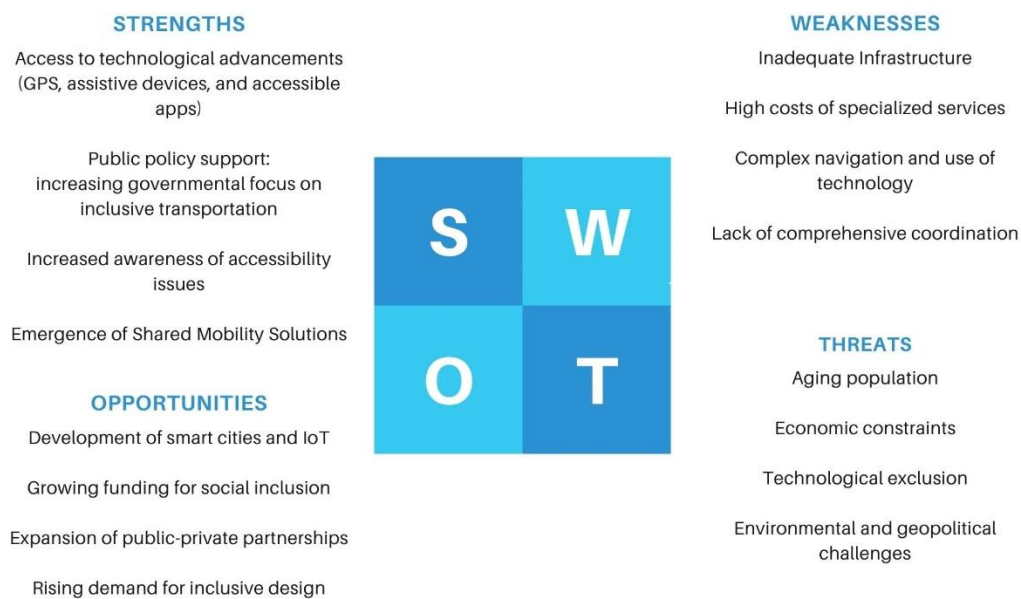 STRENGTHS
Access to technological advancements
(GPS, assistive devices, and accessible
apps)
Public policy support:
increasing governmental focus on
inclusive transportation
Increased awareness of accessibility
issues
Emergence of Shared Mobility Solutions
OPPORTUNITIES
Development of smart cities and IoT
Growing funding for social inclusion
Expansion of public-private partnerships
Rising demand for inclusive design
S
W
O
T
WEAKNESSES
Inadequate Infrastructure
High costs of specialized services
Complex navigation and use of
technology
Lack of comprehensive coordination
THREATS
Aging population
Economic constraints
Technological exclusion
Environmental and geopolitical
challenges